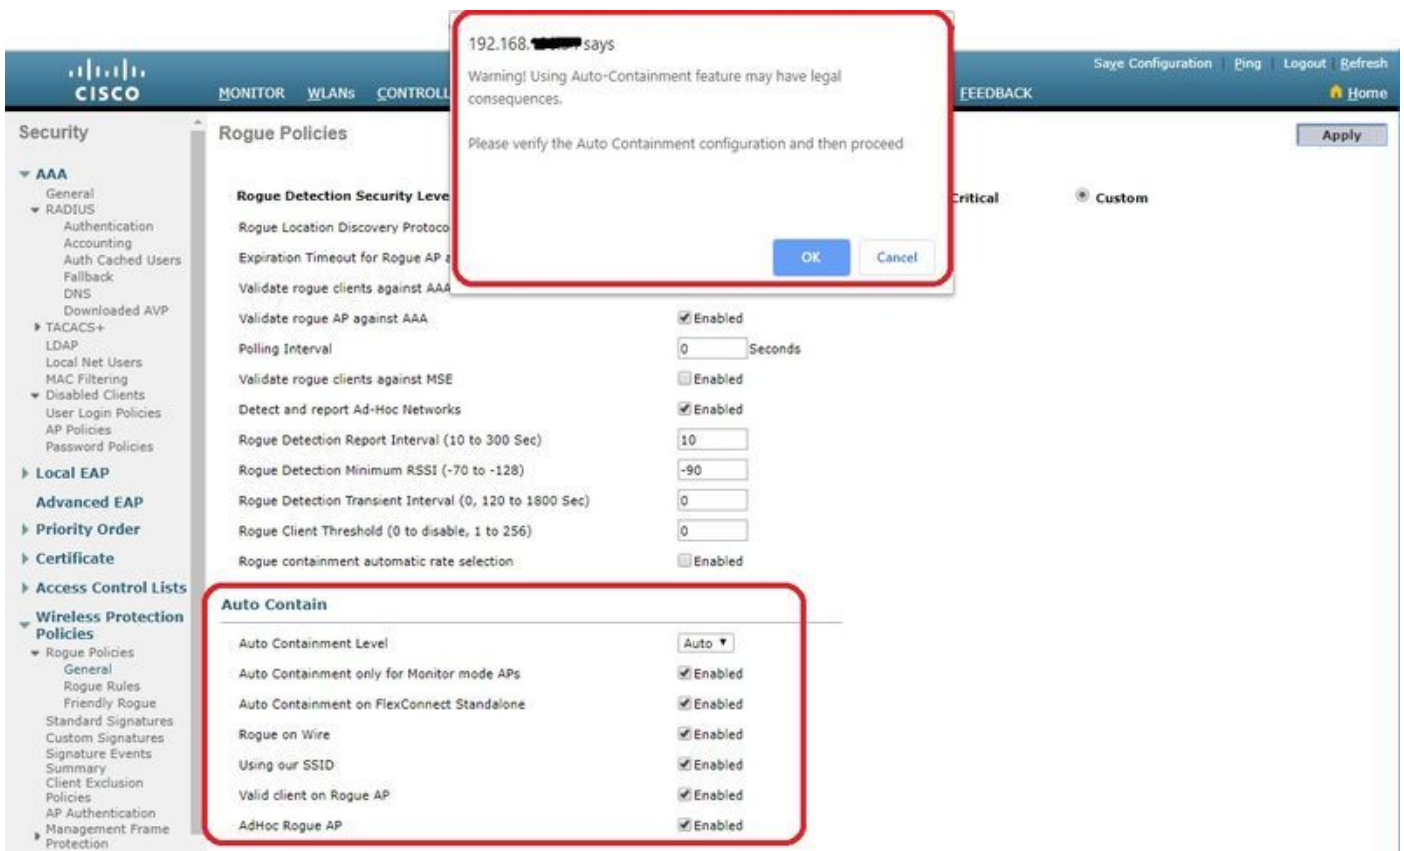 192.168. says
Warning! Using Auto-Containment feature may have legal
consequences.
Please verify the Auto Containment configuration and then proceed
OK
Cancel
Save Configuration
Ping
Logout
Refresh
CISCO
MONITOR
WLANs
CONTROLL
FEEDBACK
Home
Security
AAA
General
RADIUS
Authentication
Accounting
Auth Cached Users
Fallback
DNS
Downloaded AVP
TACACS+
LDAP
Local Net Users
MAC Filtering
Disabled Clients
User Login Policies
AP Policies
Password Policies
Local EAP
Advanced EAP
Priority Order
Certificate
Access Control Lists
Wireless Protection
Policies
Rogue Policies
General
Rogue Rules
Friendly Rogue
Standard Signatures
Custom Signatures
Signature Events
Summary
Client Exclusion
Policies
AP Authentication
Management Frame
Protection
Rogue Policies
Apply
Rogue Detection Security Leve
Critical
Custom
Rogue Location Discovery Protoco
Expiration Timeout for Rogue AP
Validate rogue clients against AAA
Validate rogue AP against AAA
Enabled
Polling Interval
0
Seconds
Validate rogue clients against MSE
Enabled
Detect and report Ad-Hoc Networks
Enabled
Rogue Detection Report Interval (10 to 300 Sec)
10
Rogue Detection Minimum RSSI (-70 to -128)
-90
Rogue Detection Transient Interval (0, 120 to 1800 Sec)
0
Rogue Client Threshold (0 to disable, 1 to 256)
0
Rogue containment automatic rate selection
Enabled
Auto Contain
Auto Containment Level
Auto
Auto Containment only for Monitor mode APs
Enabled
Auto Containment on FlexConnect Standalone
Enabled
Rogue on Wire
Enabled
Using our SSID
Enabled
Valid client on Rogue AP
Enabled
AdHoc Rogue AP
Enabled